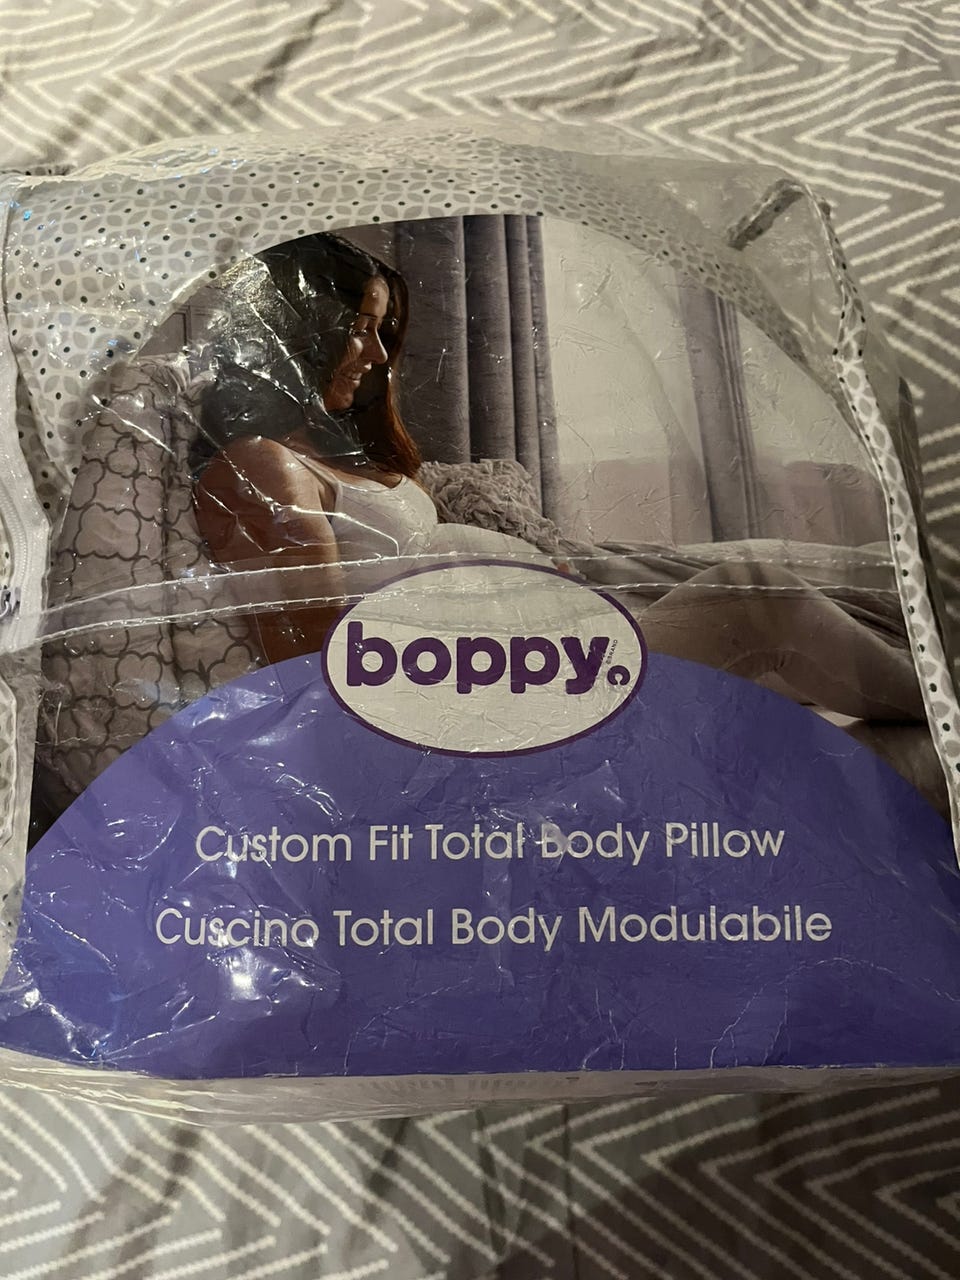 boppy.
Custom Fit Total Body Pillow
Cuscino Total Body Modulabile